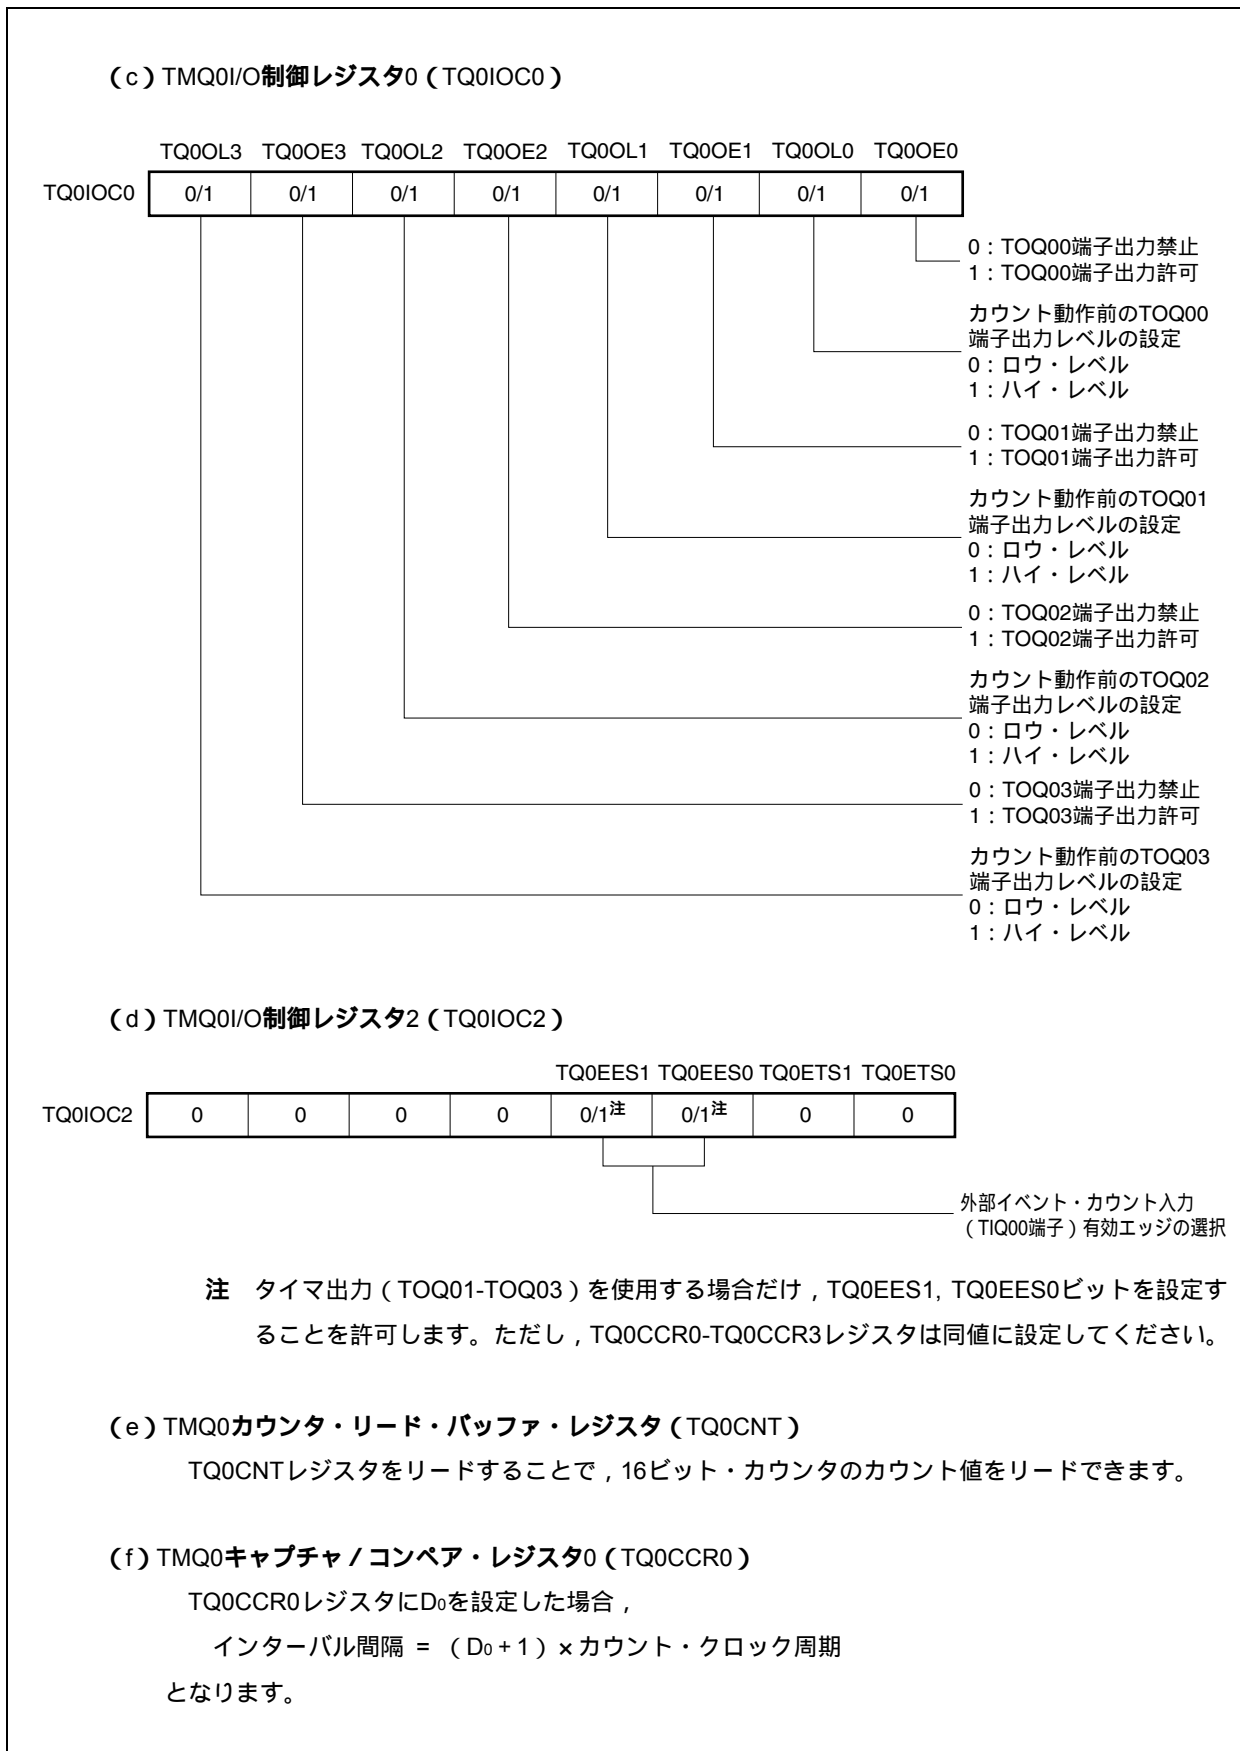 (c) TMQ0I/O制御レジスタ0 (TQ0IOC0)
TQ0OL3 TQ0OE3 TQ0OL2 TQ0OE2 TQ0OL1 TQ0OE1 TQ0OL0 TQ0OE0
TQ0IOC0 0/1 0/1 0/1 0/1 0/1 0/1 0/1 0/1
0:TOQ00端子出力禁止
1:TOQ00端子出力許可
カウント動作前のTOQ00
端子出力レベルの設定
0:ロウ・レベル
1:ハイ・レベル
0:TOQ01端子出力禁止
1:TOQ01端子出力許可
カウント動作前のTOQ01
端子出力レベルの設定
0:ロウ・レベル
1:ハイ・レベル
0:TOQ02端子出力禁止
1:TOQ02端子出力許可
カウント動作前のTOQ02
端子出力レベルの設定
0:ロウ・レベル
1:ハイ・レベル
0:TOQ03端子出力禁止
1:TOQ03端子出力許可
カウント動作前のTOQ03
端子出力レベルの設定
0:ロウ・レベル
1:ハイ・レベル
(d) TMQ0I/O制御レジスタ2 (TQ0IOC2)
TQ0EES1 TQ0EES0 TQ0ETS1 TQ0ETS0
TQ0IOC2 0 0 0 0 0/1注 0/1注 0 0
外部イベント・カウント入力
(TIQ00端子)有効エッジの選択
注 タイマ出力(TOQ01-TOQ03)を使用する場合だけ,TQ0EES1, TQ0EES0ビットを設定す
ることを許可します。ただし,TQ0CCR0-TQ0CCR3レジスタは同値に設定してください。
(e) TMQ0カウンタ・リード・バッファ・レジスタ (TQ0CNT)
TQ0CNTレジスタをリードすることで,16ビット・カウンタのカウント値をリードできます。
(f) TMQ0キャプチャ/コンペア・レジスタ0 (TQ0CCR0)
TQ0CCR0レジスタにD0を設定した場合,
インターバル間隔 = (D0+1)×カウント・クロック周期
となります。